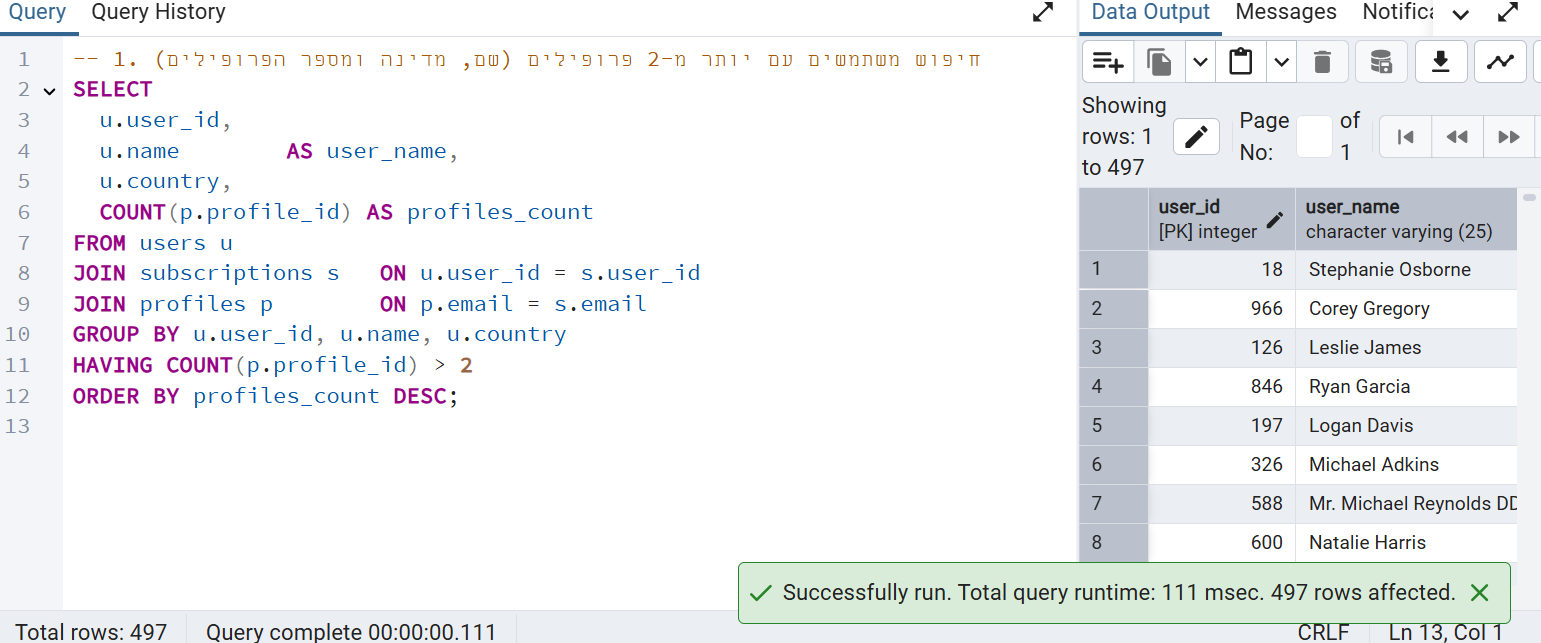 Query Query History
1 -- 1. חיפוש משתמשים עם יותר מ-2 פרופילים (שם, מדינה ומספר הפרופילים)
2 SELECT
3 u.user_id,
4 u.name AS user_name,
5 u.country,
6 COUNT(p.profile_id) AS profiles_count
7 FROM users u
8 JOIN subscriptions s ON u.user_id = s.user_id
9 JOIN profiles p ON p.email = s.email
10 GROUP BY u.user_id, u.name, u.country
11 HAVING COUNT(p.profile_id) > 2
12 ORDER BY profiles_count DESC;
13
Data Output Messages Notific
Showing
rows: 1
to 497
Page
No:
of
1
user_id user_name
[PK] integer character varying (25)
1 18 Stephanie Osborne
2 966 Corey Gregory
3 126 Leslie James
4 846 Ryan Garcia
5 197 Logan Davis
6 326 Michael Adkins
7 588 Mr. Michael Reynolds DD
8 600 Natalie Harris
Successfully run. Total query runtime: 111 msec. 497 rows affected.
Total rows: 497 Query complete 00:00:00.111 CRLF Ln 13, Col 1